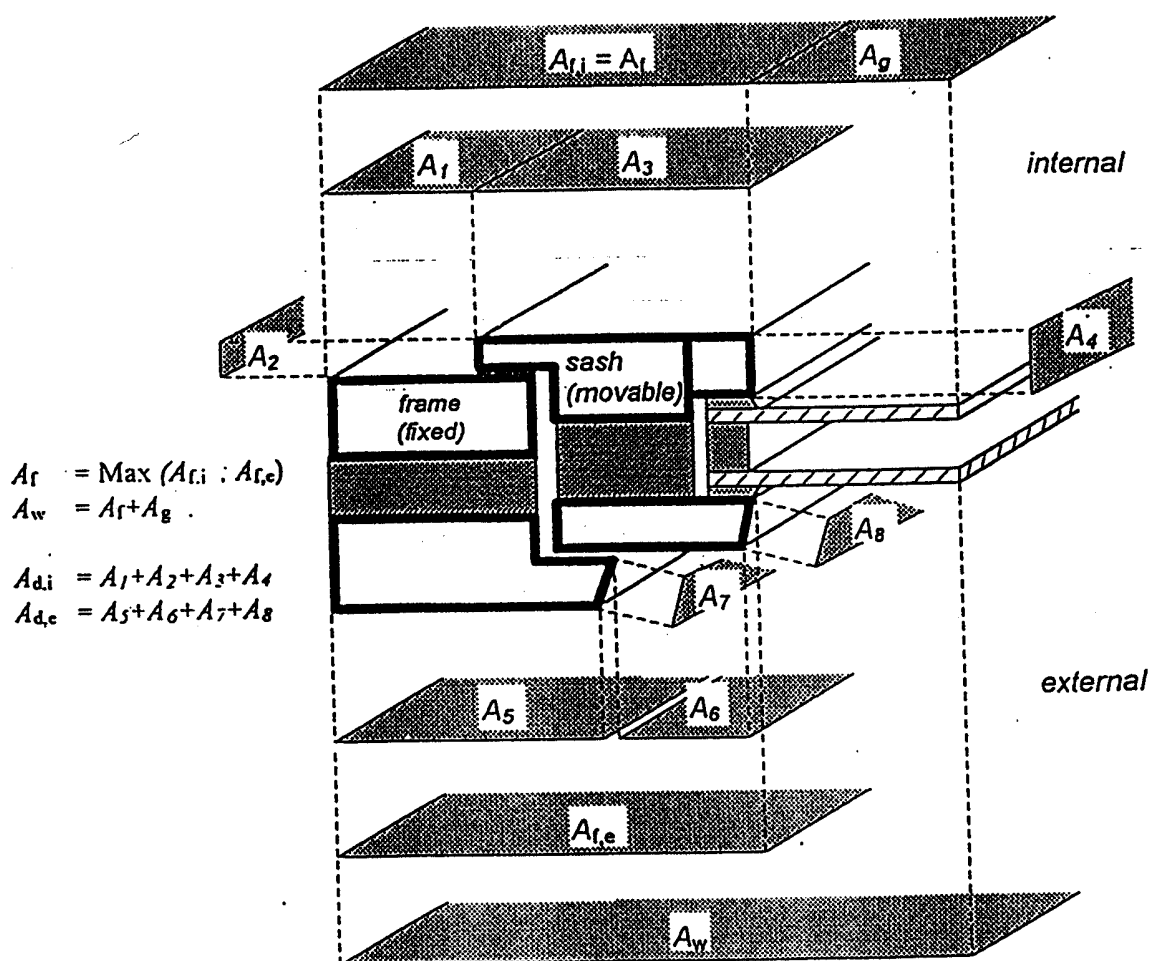 A_f,i = A_f
A_g
A_1
A_3
internal
A_2
A_4
sash
(movable)
frame
(fixed)
A_f = Max (A_f,i ; A_f,e)
A_w = A_f+A_g .
A_8
A_d,i = A_1+A_2+A_3+A_4
A_d,e = A_5+A_6+A_7+A_8
A_7
A_5
A_6
external
A_f,e
A_w